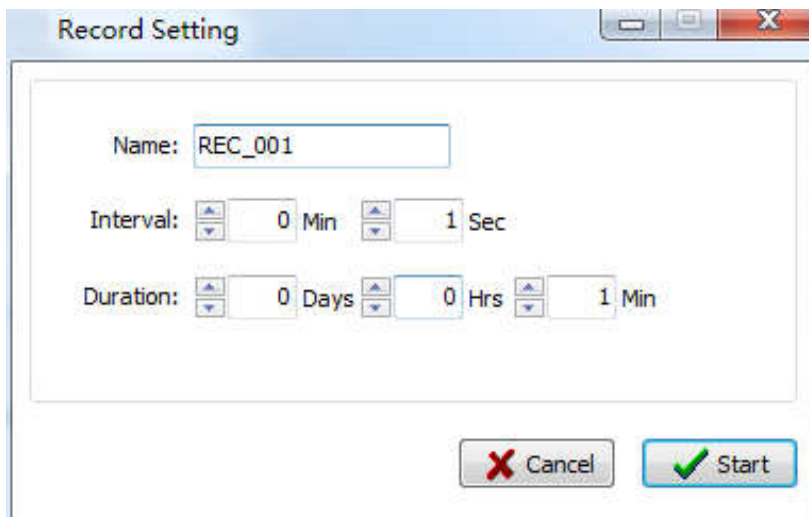 Record Setting
Name: REC_001
Interval: 0 Min 1 Sec
Duration: 0 Days 0 Hrs 1 Min
Cancel Start